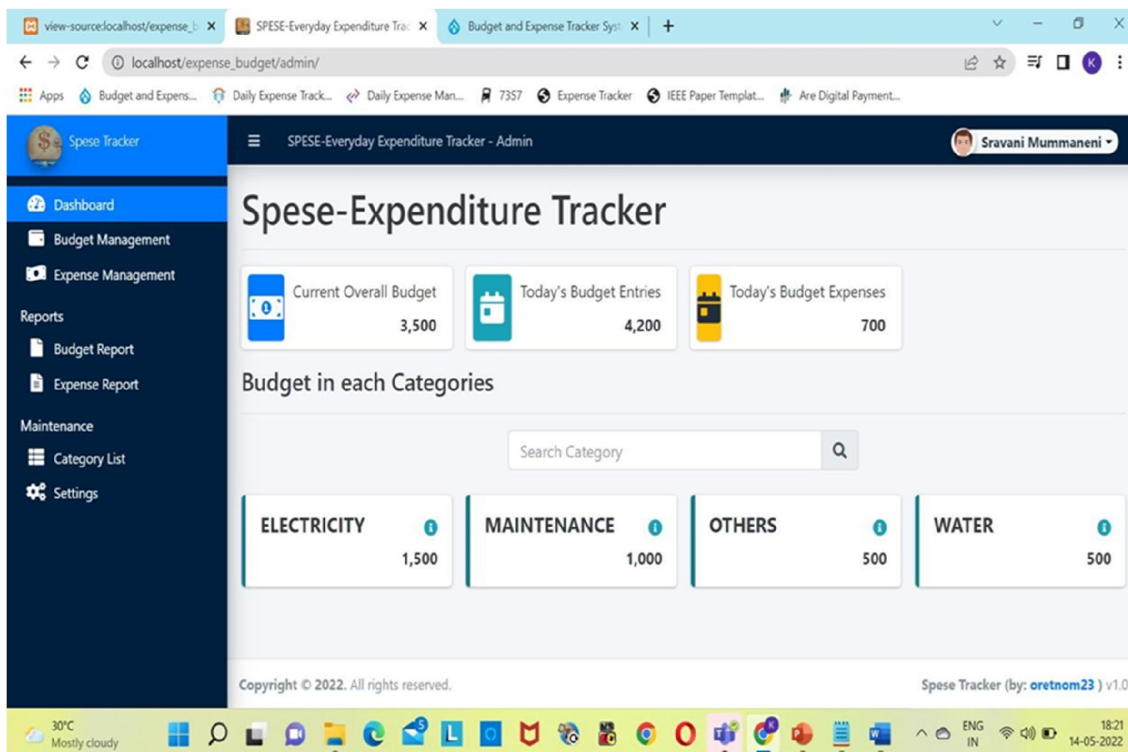 view-source:localhost/expense_b
SPESE-Everyday Expenditure Trac
Budget and Expense Tracker Syst
localhost/expense_budget/admin/
K
Apps
Budget and Expens...
Daily Expense Track...
Daily Expense Man...
7357
Expense Tracker
IEEE Paper Templat...
Are Digital Payment...
Spese Tracker
SPESE-Everyday Expenditure Tracker - Admin
Sravani Mummaneni
Dashboard
Budget Management
Expense Management
Reports
Budget Report
Expense Report
Maintenance
Category List
Settings
Spese-Expenditure Tracker
Current Overall Budget
3,500
Today's Budget Entries
4,200
Today's Budget Expenses
700
Budget in each Categories
Search Category
ELECTRICITY
1,500
MAINTENANCE
1,000
OTHERS
500
WATER
500
Copyright © 2022. All rights reserved.
Spese Tracker (by: oretnom23 ) v1.0
30°C
Mostly cloudy
5
L
K
ENG
IN
18:21
14-05-2022